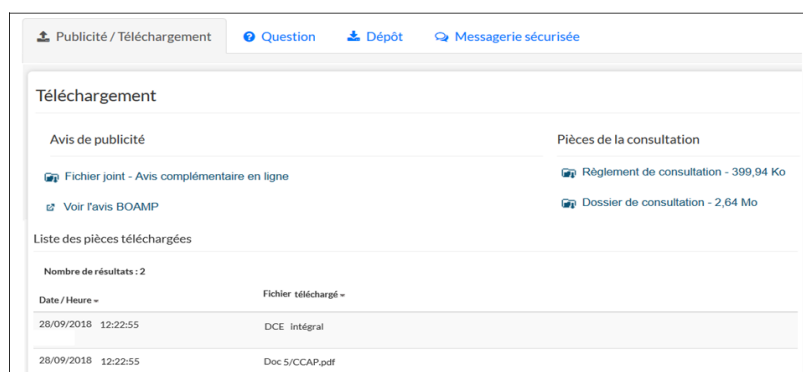 Publicité / Téléchargement Question Dépôt Messagerie sécurisée
Téléchargement
Avis de publicité Pièces de la consultation
Fichier joint - Avis complémentaire en ligne Règlement de consultation - 399,94 Ko
Voir l'avis BOAMP Dossier de consultation - 2,64 Mo
Liste des pièces téléchargées
Nombre de résultats : 2
Date / Heure Fichier téléchargé
28/09/2018 12:22:55 DCE intégral
28/09/2018 12:22:55 Doc 5/CCAP.pdf